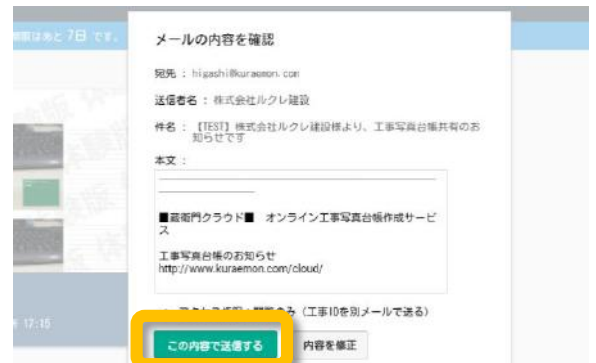 あと7日 です。
メールの内容を確認
宛先 : higashi@kuraemon.com
送信者名 : 株式会社ルクレ建設
件名 : 【TEST】株式会社ルクレ建設様より、工事写真台帳共有のお
知らせです
本文 :
■蔵衛門クラウド■ オンライン工事写真台帳作成サービ
ス
工事写真台帳のお知らせ
http://www.kuraemon.com/cloud/
(工事IDを別メールで送る)
17:15
この内容で送信する
内容を修正